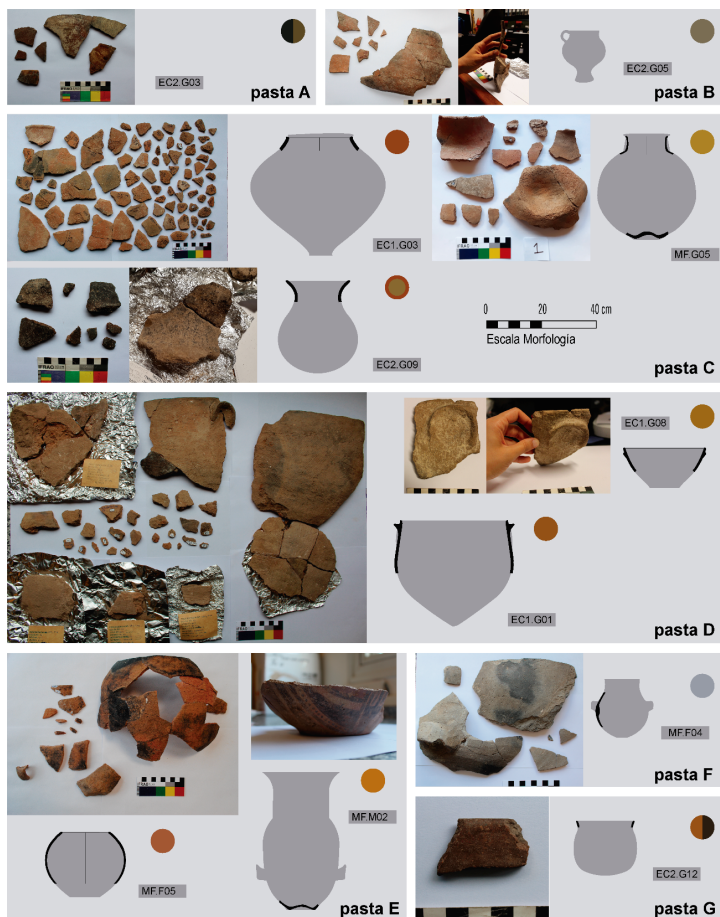 EC2.G03
pasta A
EC2.G05
pasta B
EC1.G03
1
MF.G05
EC2.G09
0 20 40 cm
Escala Morfología
pasta C
EC1.G08
EC1.G01
pasta D
MF.M02
MF.F05
pasta E
MF.F04
pasta F
EC2.G12
pasta G